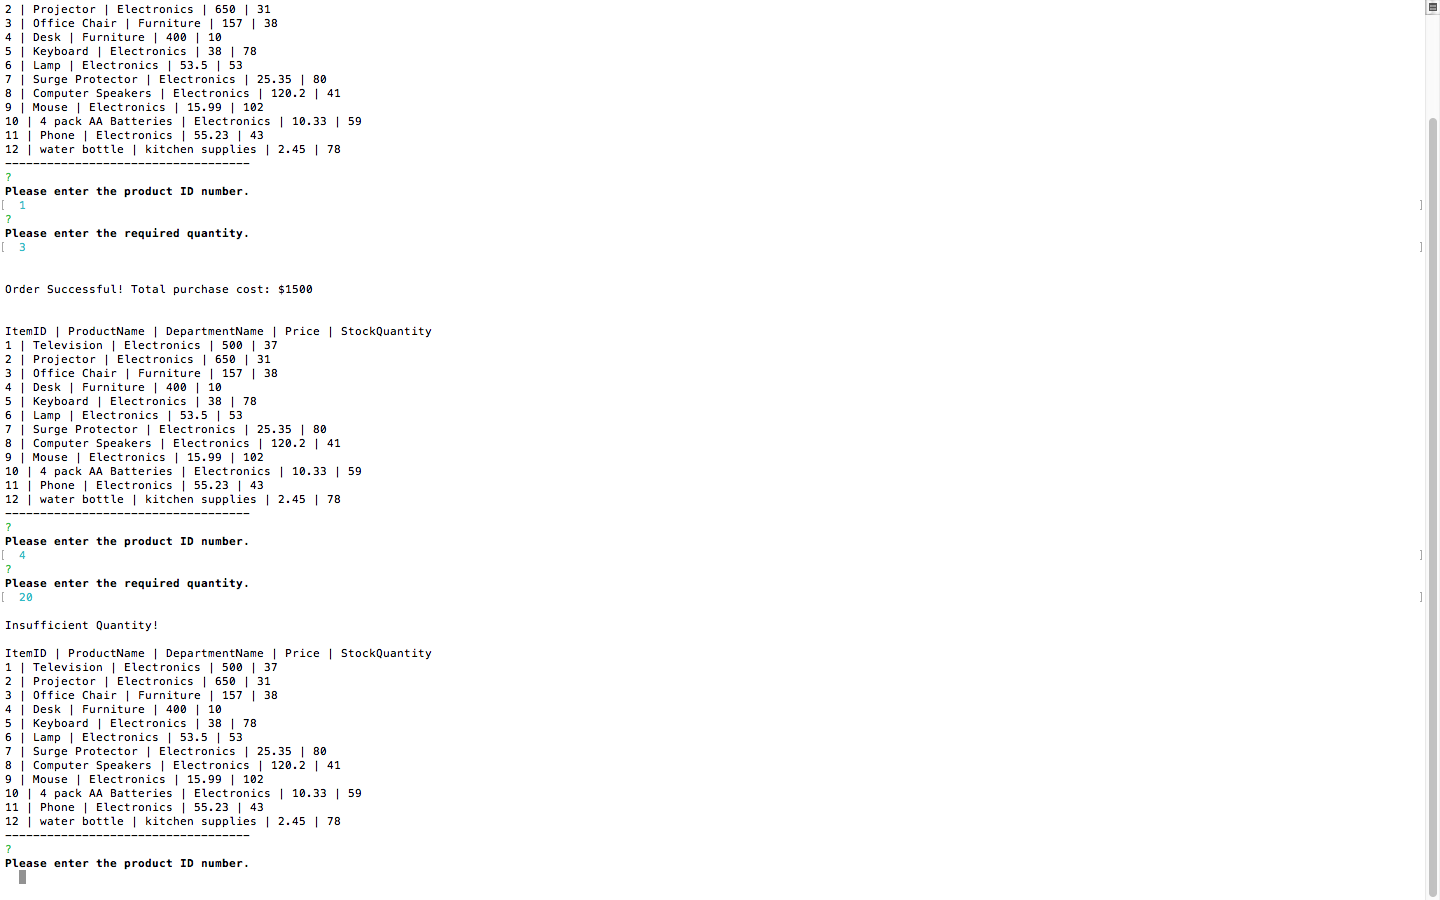 2 | Projector | Electronics | 650 | 31
3 | Office Chair | Furniture | 157 | 38
4 | Desk | Furniture | 400 | 10
5 | Keyboard | Electronics | 38 | 78
6 | Lamp | Electronics | 53.5 | 53
7 | Surge Protector | Electronics | 25.35 | 80
8 | Computer Speakers | Electronics | 120.2 | 41
9 | Mouse | Electronics | 15.99 | 102
10 | 4 pack AA Batteries | Electronics | 10.33 | 59
11 | Phone | Electronics | 55.23 | 43
12 | water bottle | kitchen supplies | 2.45 | 78
-----------------------------------
?
Please enter the product ID number.
[ 1 ]
?
Please enter the required quantity.
[ 3 ]
Order Successful! Total purchase cost: $1500
ItemID | ProductName | DepartmentName | Price | StockQuantity
1 | Television | Electronics | 500 | 37
2 | Projector | Electronics | 650 | 31
3 | Office Chair | Furniture | 157 | 38
4 | Desk | Furniture | 400 | 10
5 | Keyboard | Electronics | 38 | 78
6 | Lamp | Electronics | 53.5 | 53
7 | Surge Protector | Electronics | 25.35 | 80
8 | Computer Speakers | Electronics | 120.2 | 41
9 | Mouse | Electronics | 15.99 | 102
10 | 4 pack AA Batteries | Electronics | 10.33 | 59
11 | Phone | Electronics | 55.23 | 43
12 | water bottle | kitchen supplies | 2.45 | 78
-----------------------------------
?
Please enter the product ID number.
[ 4 ]
?
Please enter the required quantity.
[ 20 ]
Insufficient Quantity!
ItemID | ProductName | DepartmentName | Price | StockQuantity
1 | Television | Electronics | 500 | 37
2 | Projector | Electronics | 650 | 31
3 | Office Chair | Furniture | 157 | 38
4 | Desk | Furniture | 400 | 10
5 | Keyboard | Electronics | 38 | 78
6 | Lamp | Electronics | 53.5 | 53
7 | Surge Protector | Electronics | 25.35 | 80
8 | Computer Speakers | Electronics | 120.2 | 41
9 | Mouse | Electronics | 15.99 | 102
10 | 4 pack AA Batteries | Electronics | 10.33 | 59
11 | Phone | Electronics | 55.23 | 43
12 | water bottle | kitchen supplies | 2.45 | 78
-----------------------------------
?
Please enter the product ID number.